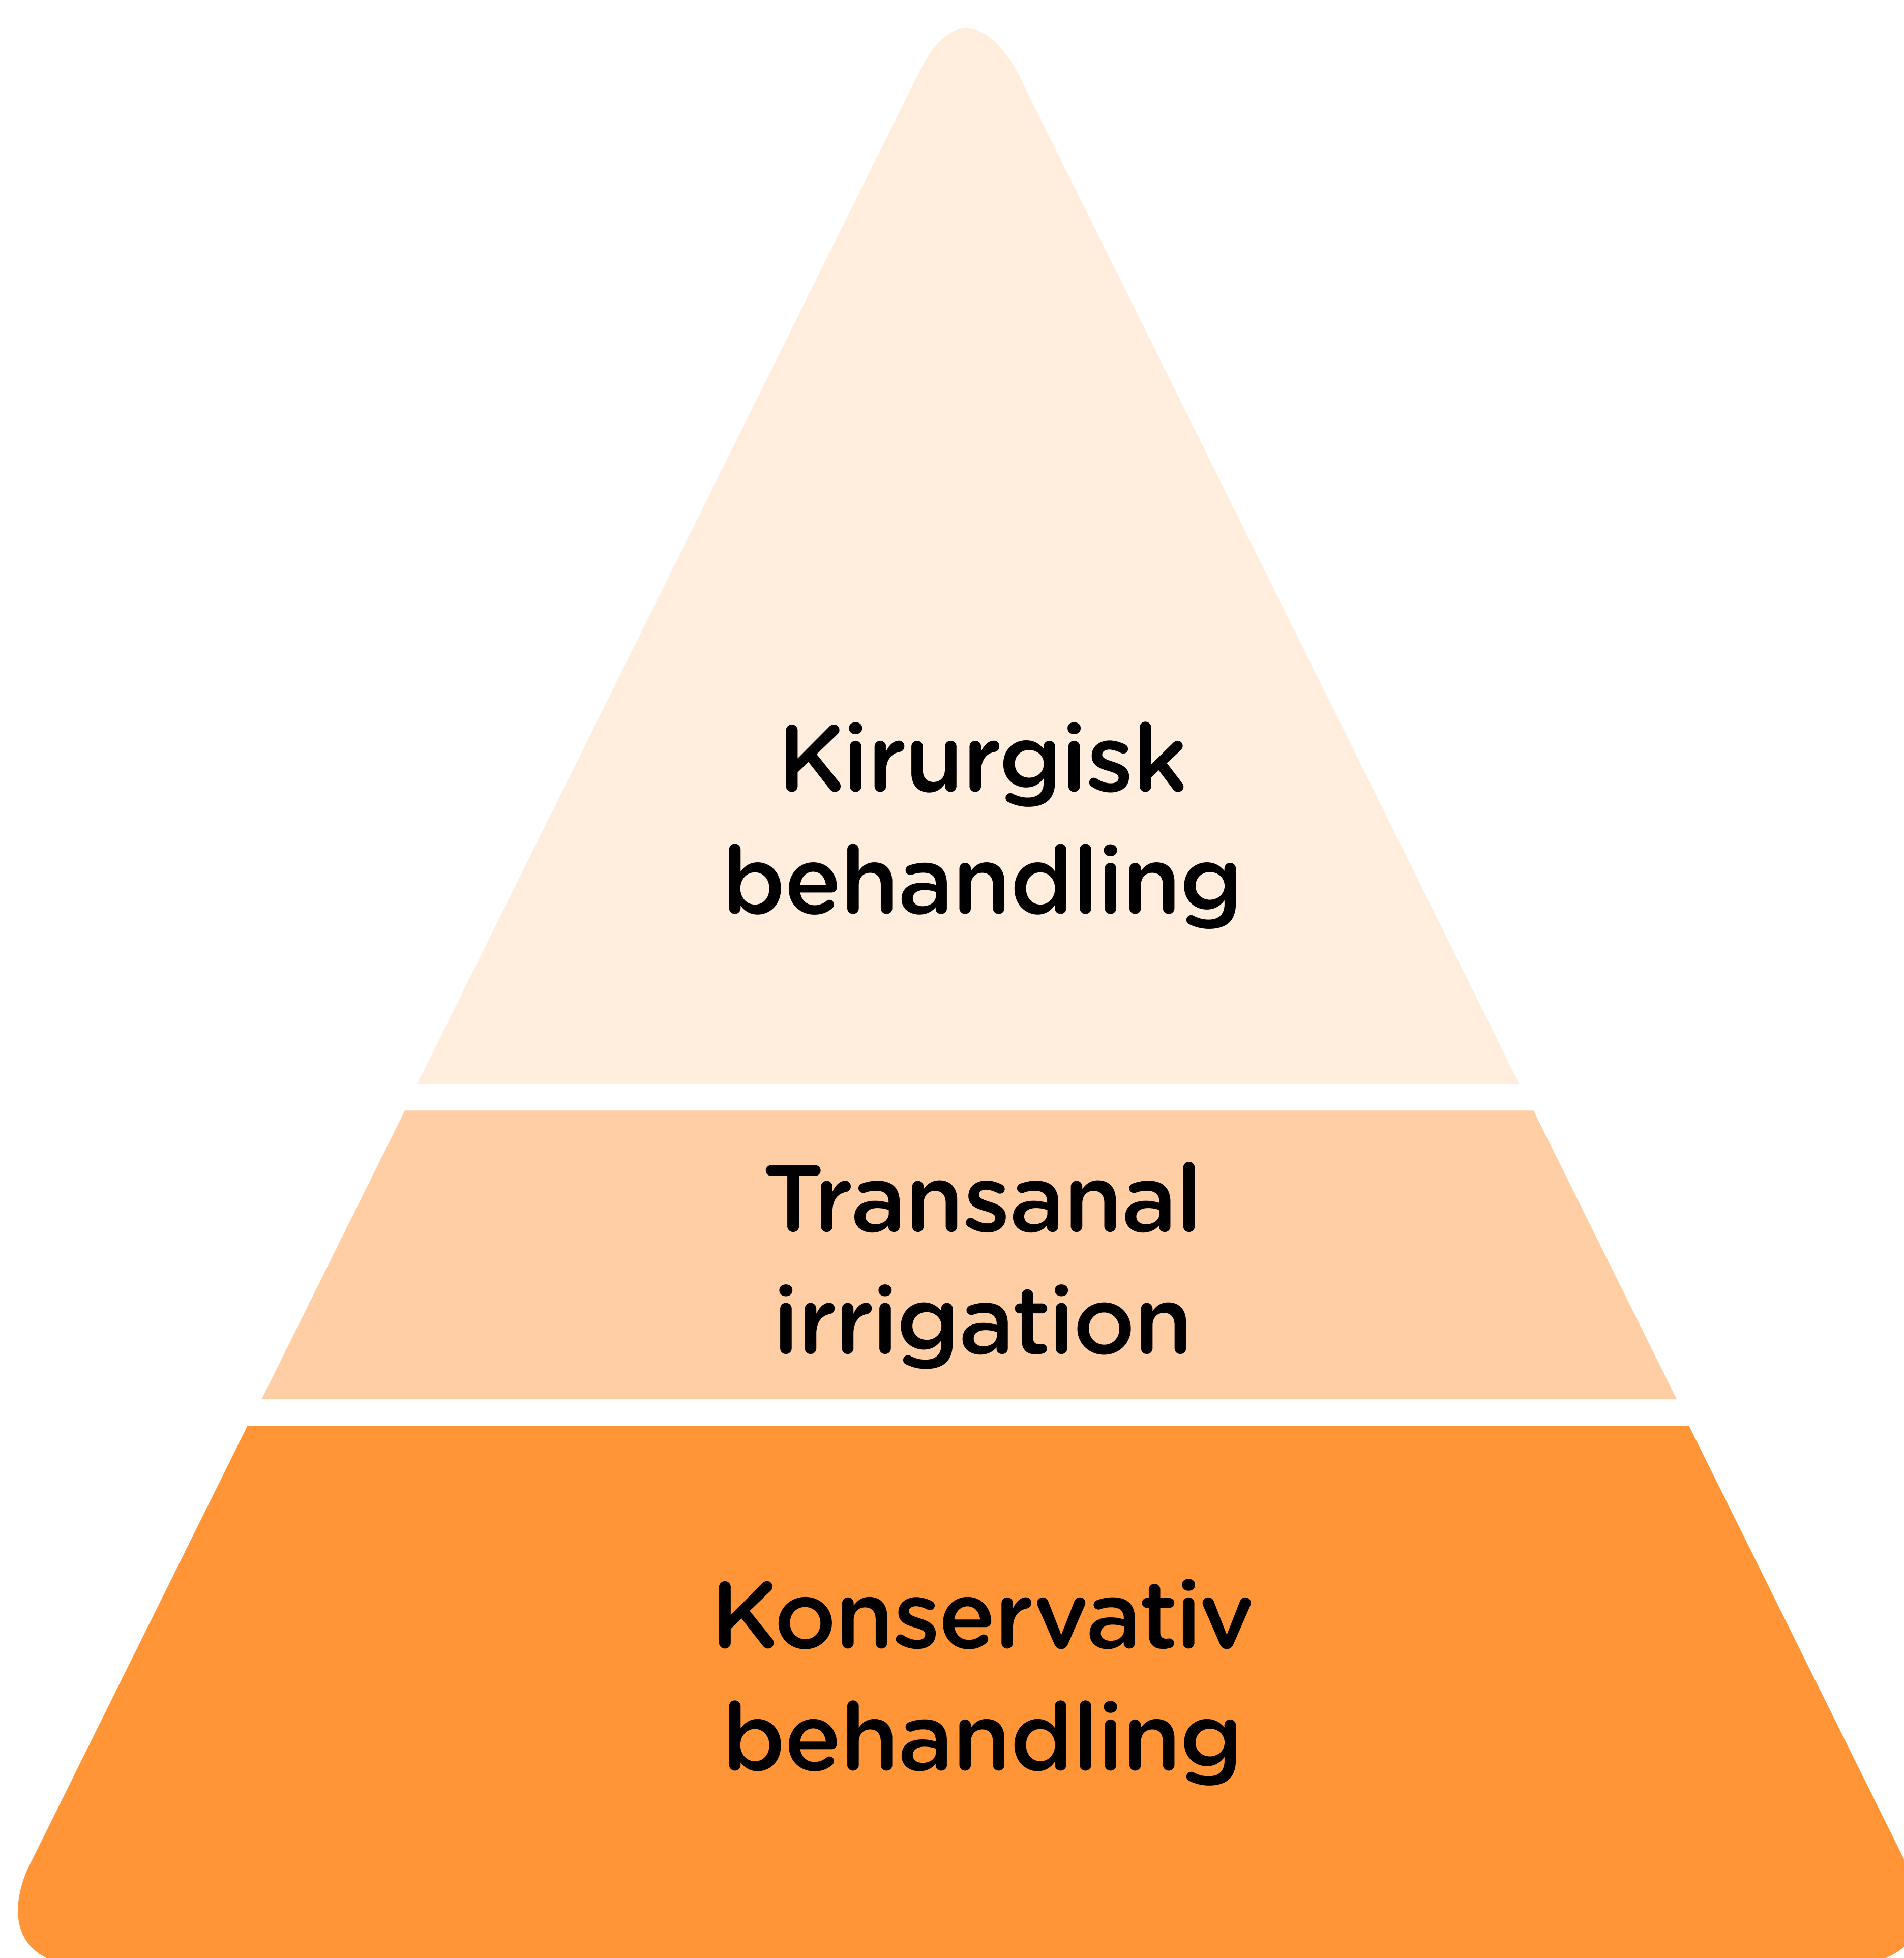 Kirurgisk
behandling
Transanal
irrigation
Konservativ
behandling